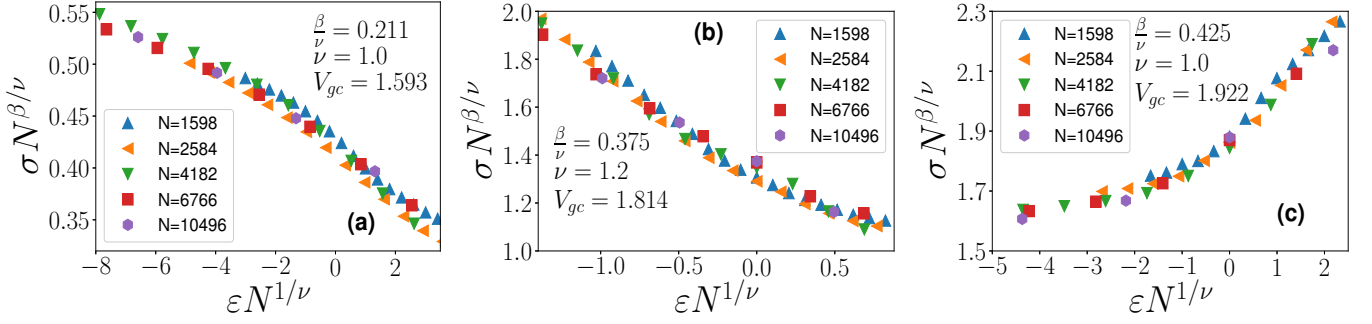 (a)
σN^{β/ν}
0.55
0.50
0.45
0.40
0.35
−8 −6 −4 −2 0 2
εN^{1/ν}
β/ν = 0.211
ν = 1.0
V_{gc} = 1.593
N=1598
N=2584
N=4182
N=6766
N=10496
(b)
σN^{β/ν}
2.0
1.8
1.6
1.4
1.2
1.0
−1.0 −0.5 0.0 0.5
εN^{1/ν}
N=1598
N=2584
N=4182
N=6766
N=10496
β/ν = 0.375
ν = 1.2
V_{gc} = 1.814
(c)
σN^{β/ν}
2.3
2.1
1.9
1.7
1.5
−5 −4 −3 −2 −1 0 1 2
εN^{1/ν}
N=1598
N=2584
N=4182
N=6766
N=10496
β/ν = 0.425
ν = 1.0
V_{gc} = 1.922